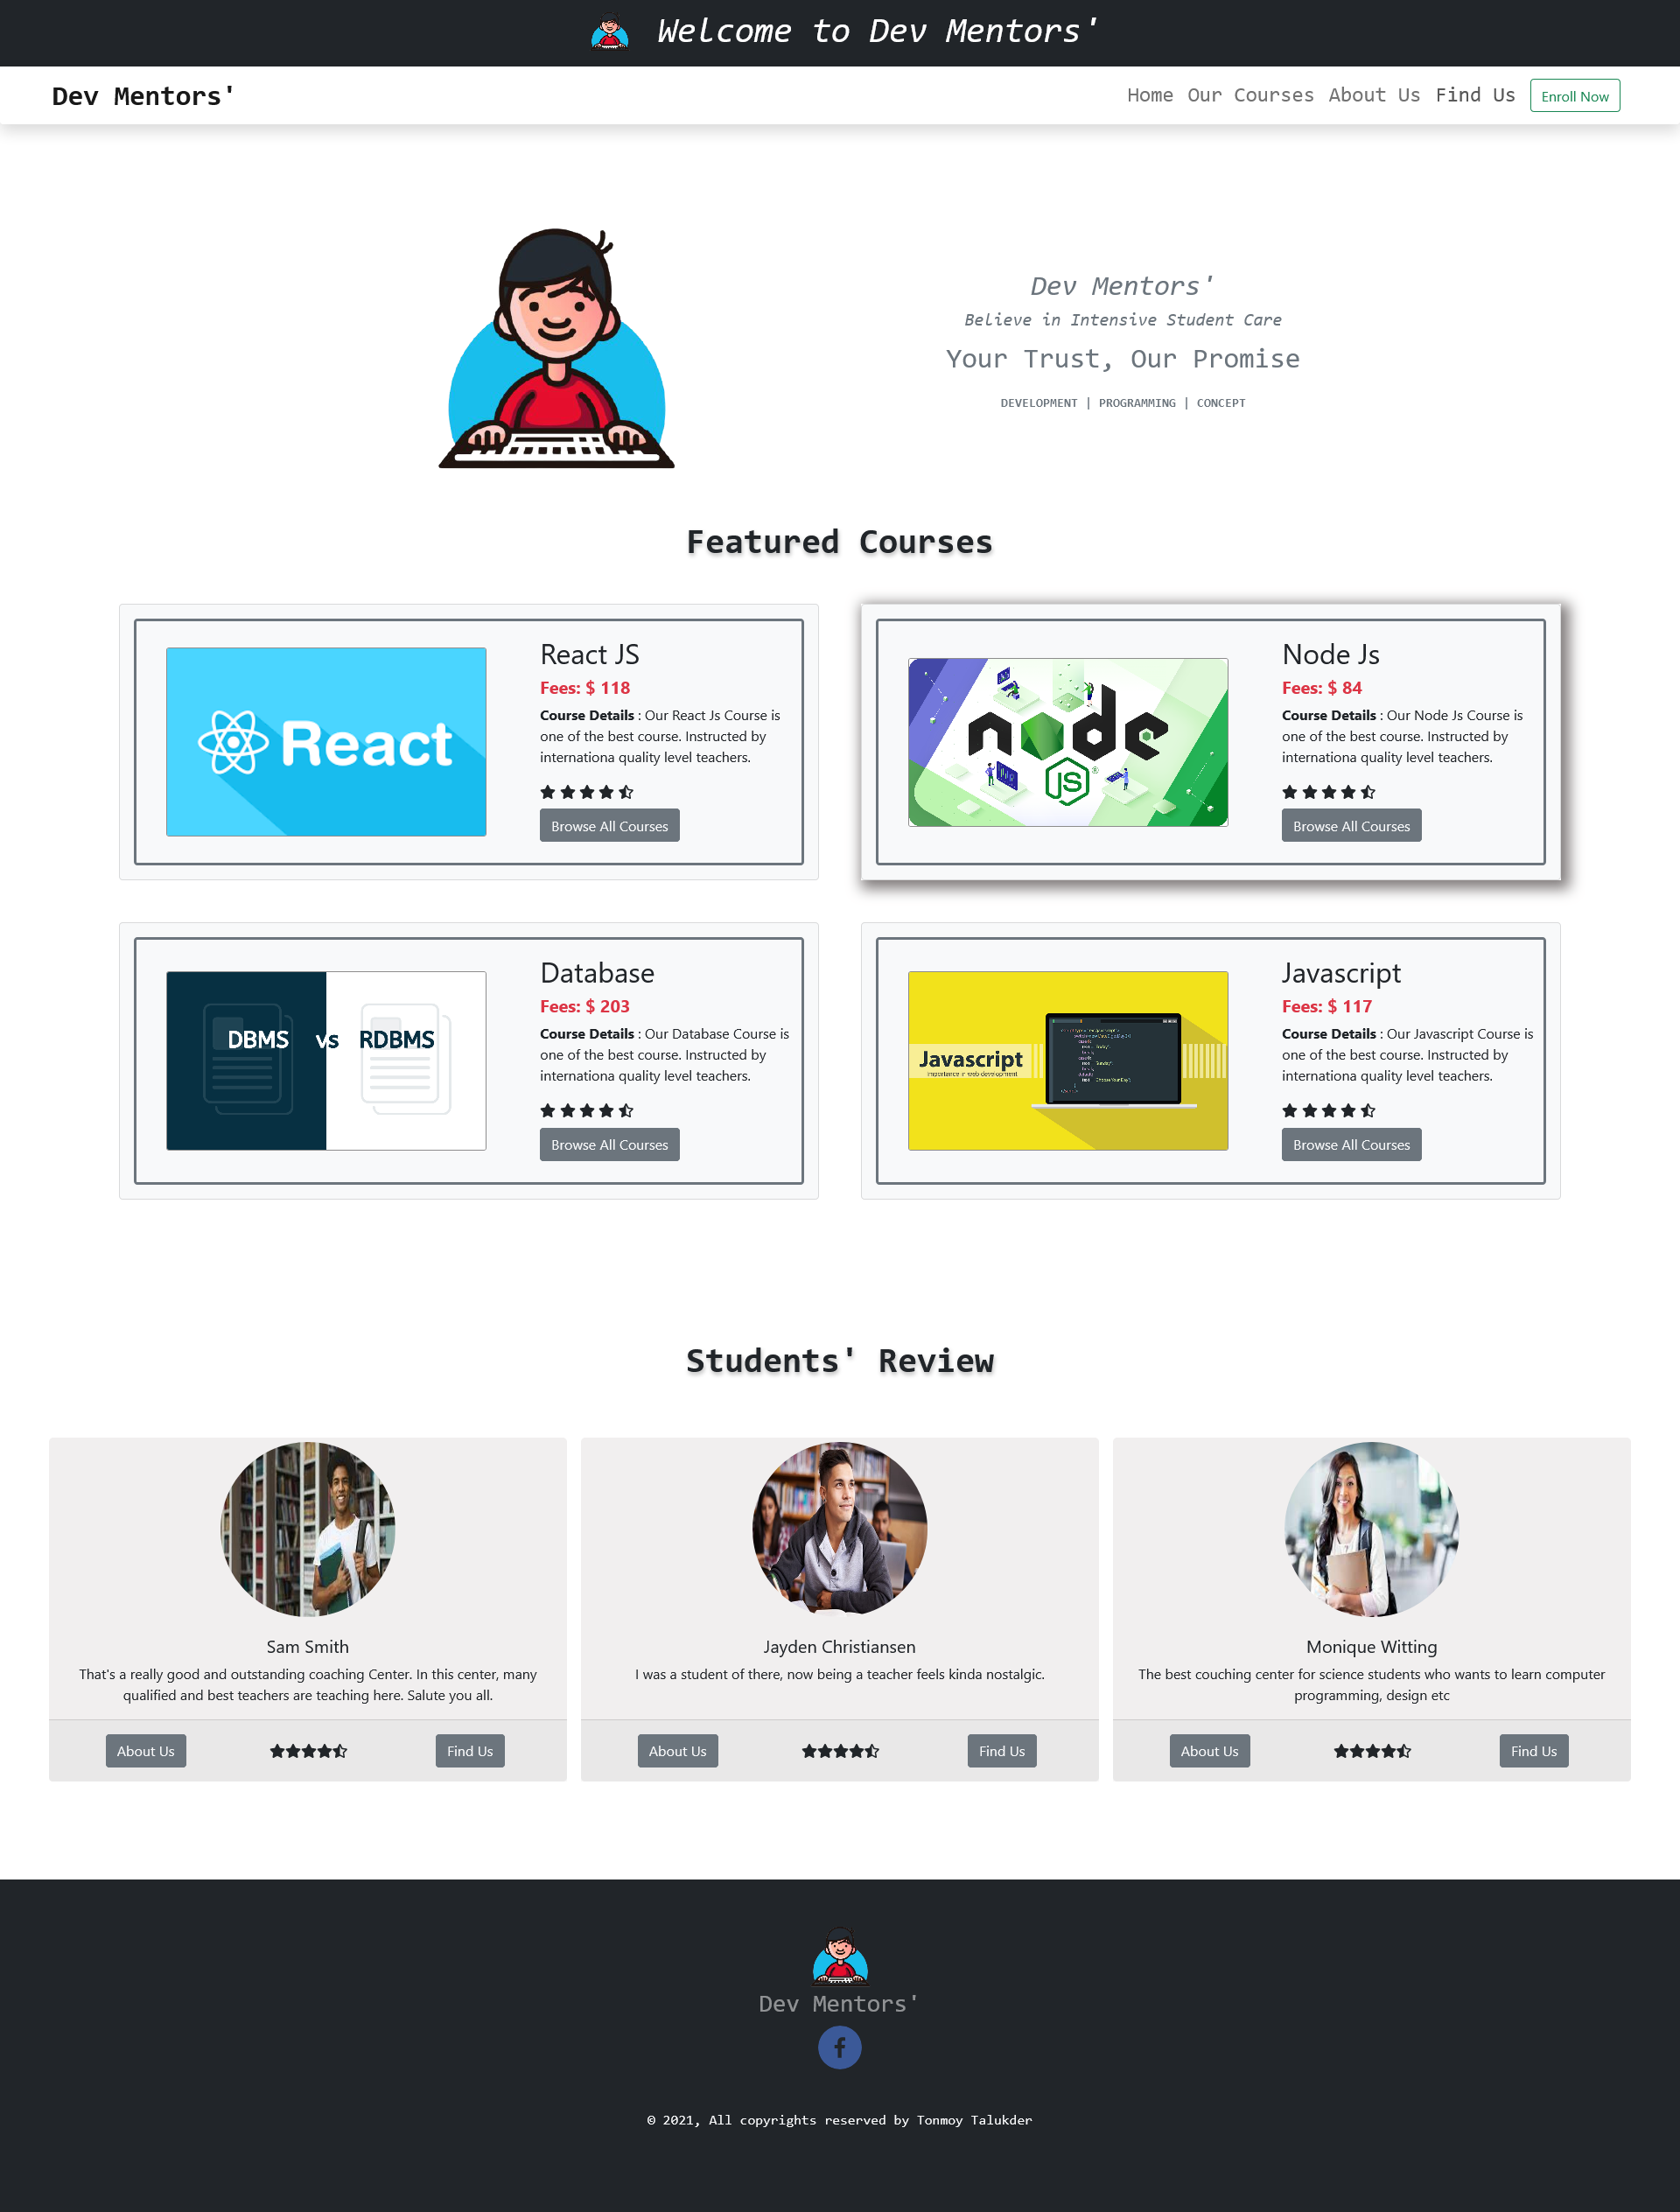 Welcome to Dev Mentors'
Dev Mentors'
Home Our Courses About Us Find Us Enroll Now
Dev Mentors'
Believe in Intensive Student Care
Your Trust, Our Promise
DEVELOPMENT | PROGRAMMING | CONCEPT
Featured Courses
React
React JS
Fees: $ 118
Course Details : Our React Js Course is
one of the best course. Instructed by
internationa quality level teachers.
Browse All Courses
node
JS
Node Js
Fees: $ 84
Course Details : Our Node Js Course is
one of the best course. Instructed by
internationa quality level teachers.
Browse All Courses
DBMS vs RDBMS
Database
Fees: $ 203
Course Details : Our Database Course is
one of the best course. Instructed by
internationa quality level teachers.
Browse All Courses
Javascript
importance in web development
Javascript
Fees: $ 117
Course Details : Our Javascript Course is
one of the best course. Instructed by
internationa quality level teachers.
Browse All Courses
Students' Review
Sam Smith
That's a really good and outstanding coaching Center. In this center, many
qualified and best teachers are teaching here. Salute you all.
About Us Find Us
Jayden Christiansen
I was a student of there, now being a teacher feels kinda nostalgic.
About Us Find Us
Monique Witting
The best couching center for science students who wants to learn computer
programming, design etc
About Us Find Us
Dev Mentors'
© 2021, All copyrights reserved by Tonmoy Talukder